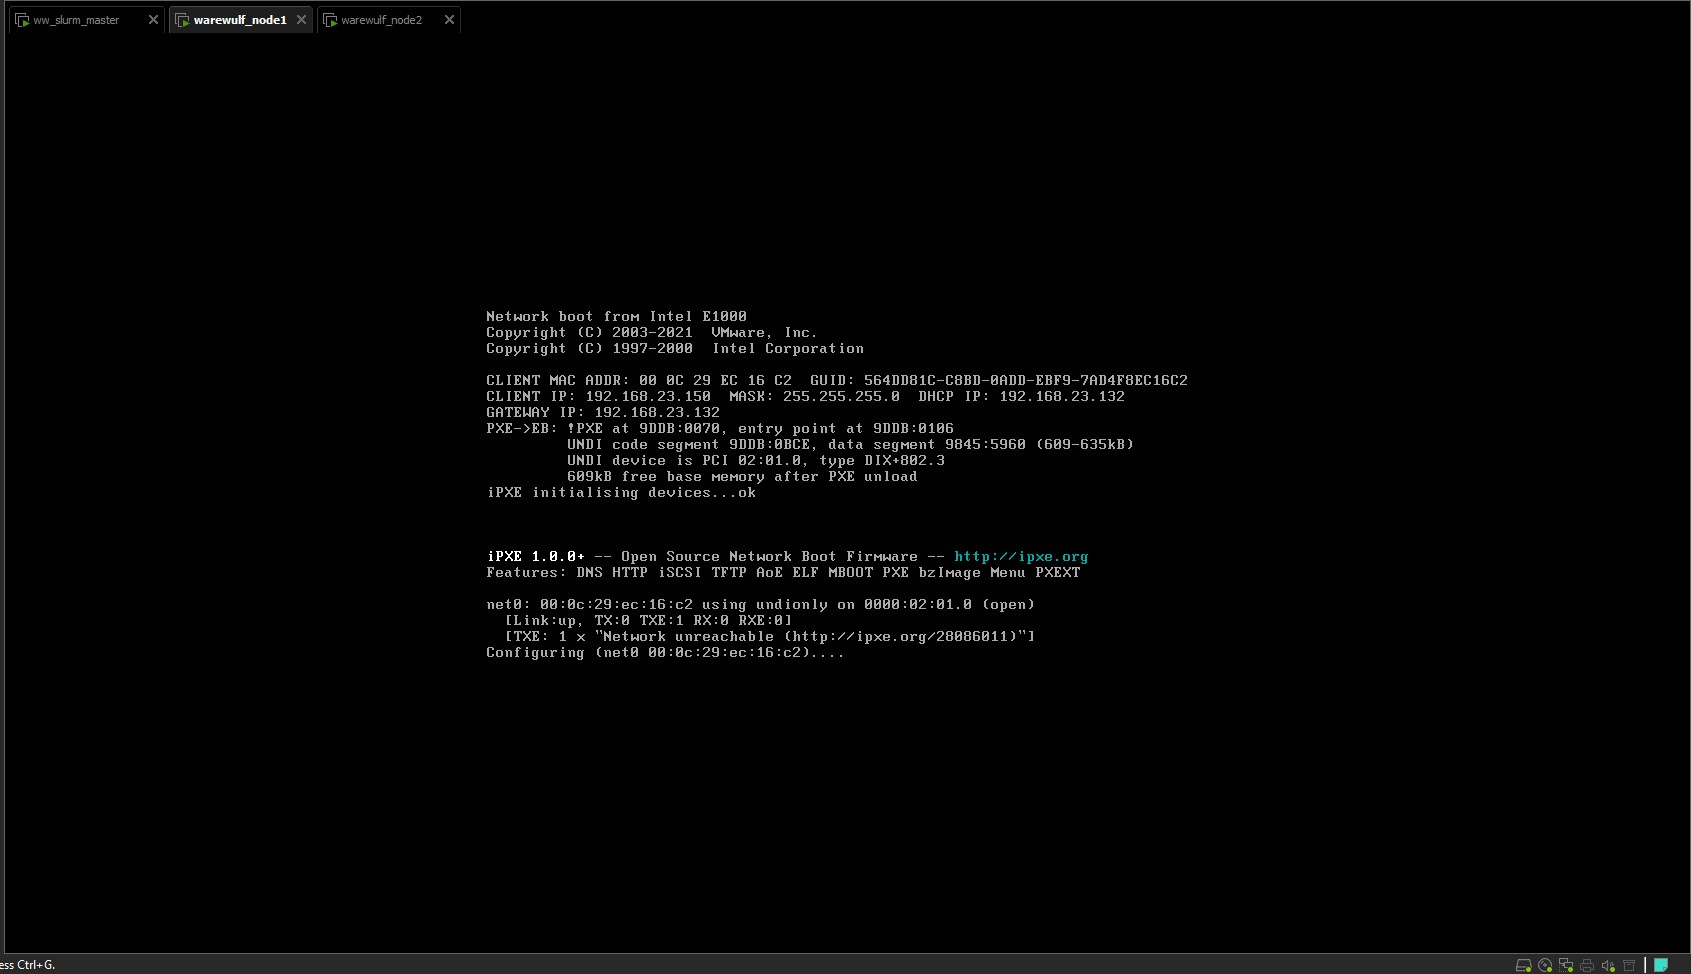 ww_slurm_master
warewulf_node1
warewulf_node2
Network boot from Intel E1000
Copyright (C) 2003-2021  VMware, Inc.
Copyright (C) 1997-2000  Intel Corporation
CLIENT MAC ADDR: 00 0C 29 EC 16 C2  GUID: 564DD81C-C8BD-0ADD-EBF9-7AD4F8EC16C2
CLIENT IP: 192.168.23.150  MASK: 255.255.255.0  DHCP IP: 192.168.23.132
GATEWAY IP: 192.168.23.132
PXE->EB: !PXE at 9DDB:0070, entry point at 9DDB:0106
UNDI code segment 9DDB:0BCE, data segment 9845:5960 (609-635kB)
UNDI device is PCI 02:01.0, type DIX+802.3
609kB free base memory after PXE unload
iPXE initialising devices...ok
iPXE 1.0.0+ -- Open Source Network Boot Firmware -- http://ipxe.org
Features: DNS HTTP iSCSI TFTP AoE ELF MBOOT PXE bzImage Menu PXEXT
net0: 00:0c:29:ec:16:c2 using undionly on 0000:02:01.0 (open)
[Link:up, TX:0 TXE:1 RX:0 RXE:0]
[TXE: 1 x "Network unreachable (http://ipxe.org/28086011)"]
Configuring (net0 00:0c:29:ec:16:c2)....
ess Ctrl+G.